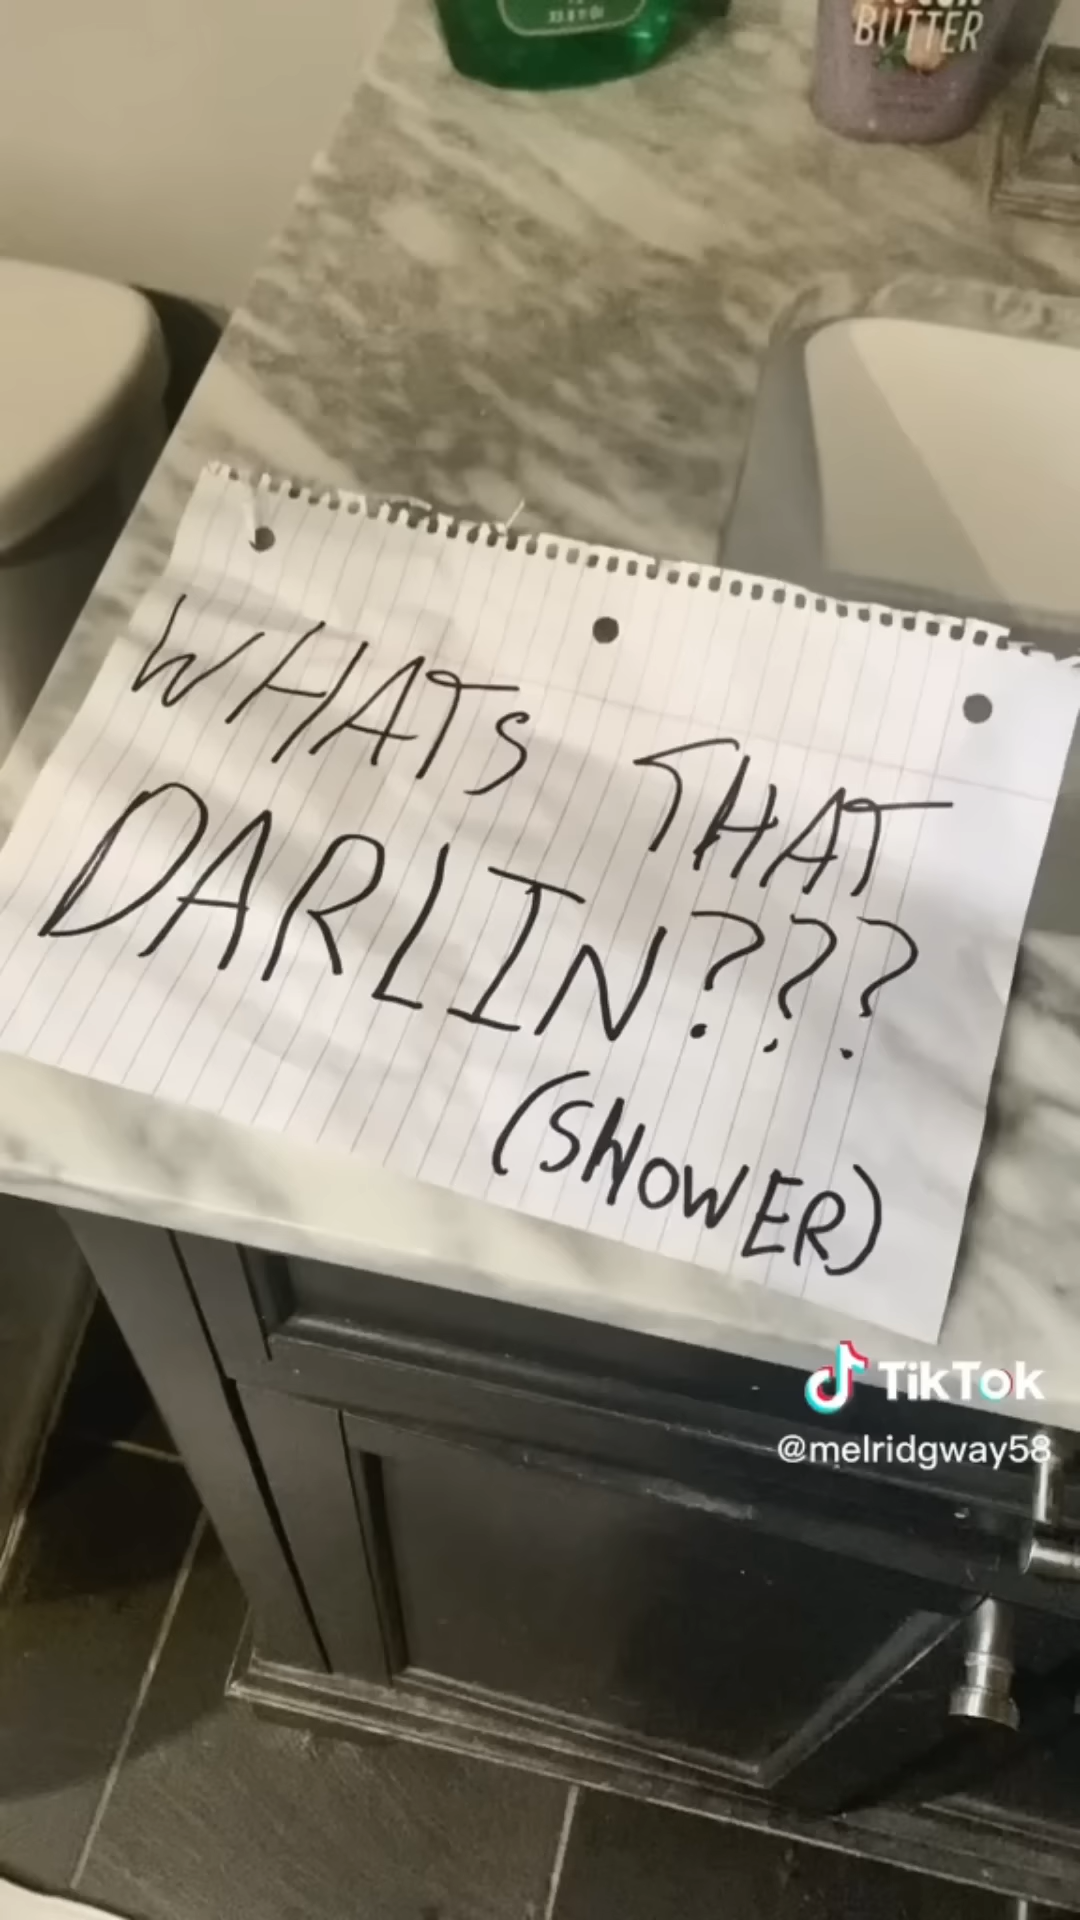 BUTTER
WHATs THAT
DARLIN???
(SHOWER)
TikTok
@melridgway58